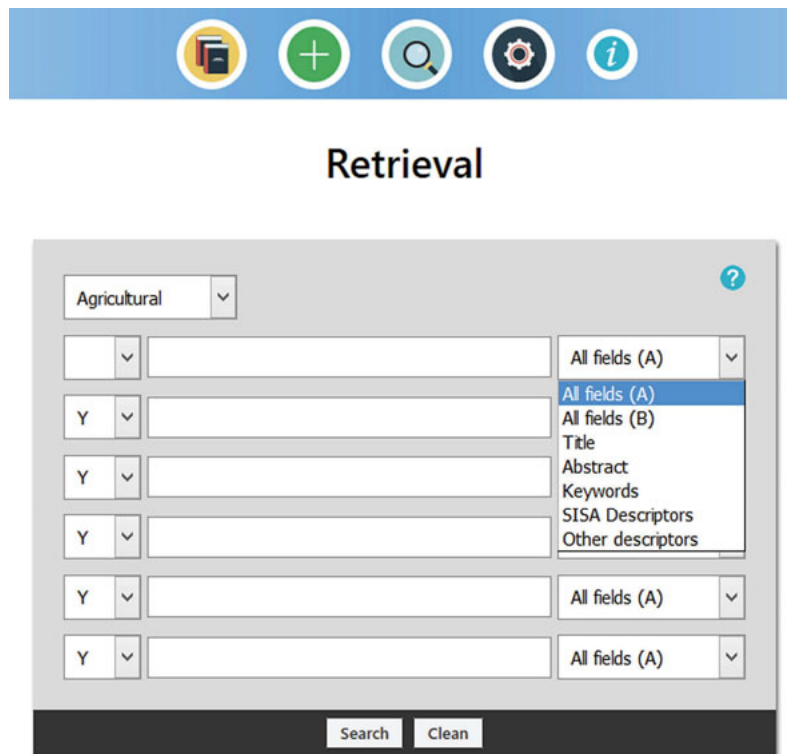 i
Retrieval
?
Agricultural
All fields (A)
All fields (A)
Y
All fields (B)
Title
Abstract
Y
Keywords
SISA Descriptors
Y
Other descriptors
Y All fields (A)
Y All fields (A)
Search Clean